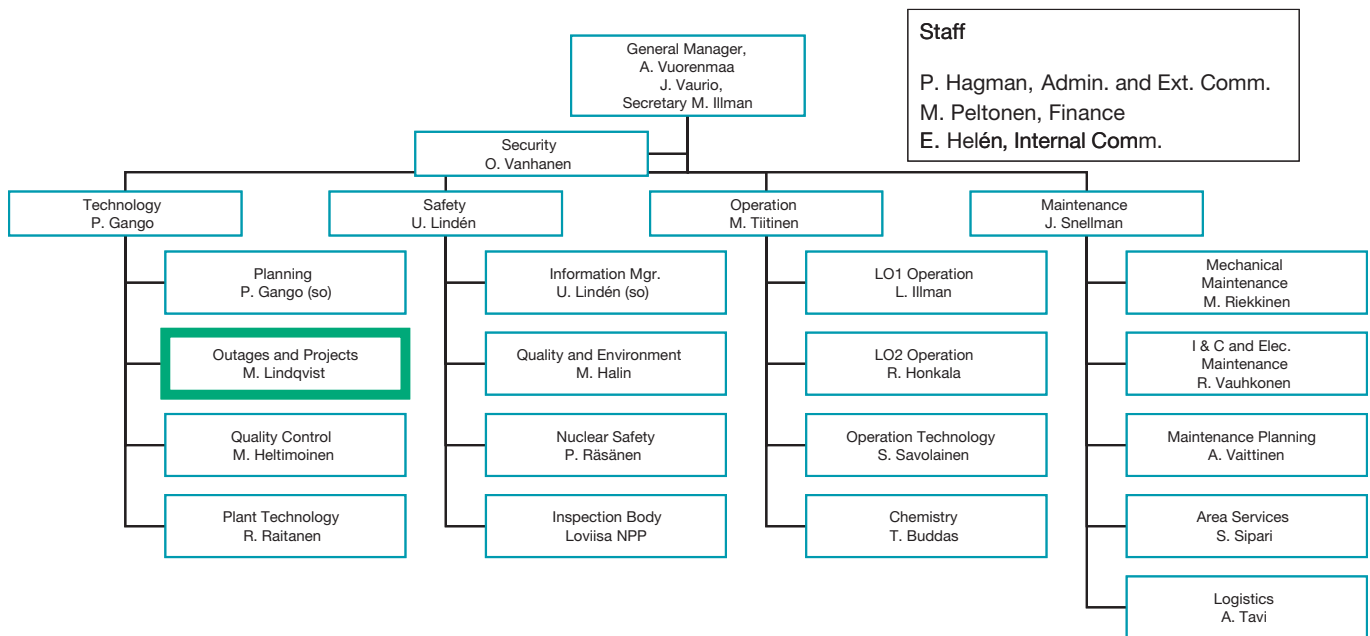 General Manager,
A. Vuorenmaa
J. Vaurio,
Secretary M. Illman
Staff
P. Hagman, Admin. and Ext. Comm.
M. Peltonen, Finance
E. Helén, Internal Comm.
Security
O. Vanhanen
Technology
P. Gango
Safety
U. Lindén
Operation
M. Tiitinen
Maintenance
J. Snellman
Planning
P. Gango (so)
Outages and Projects
M. Lindqvist
Quality Control
M. Heltimoinen
Plant Technology
R. Raitanen
Information Mgr.
U. Lindén (so)
Quality and Environment
M. Halin
Nuclear Safety
P. Räsänen
Inspection Body
Loviisa NPP
LO1 Operation
L. Illman
LO2 Operation
R. Honkala
Operation Technology
S. Savolainen
Chemistry
T. Buddas
Mechanical
Maintenance
M. Riekkinen
I & C and Elec.
Maintenance
R. Vauhkonen
Maintenance Planning
A. Vaittinen
Area Services
S. Sipari
Logistics
A. Tavi